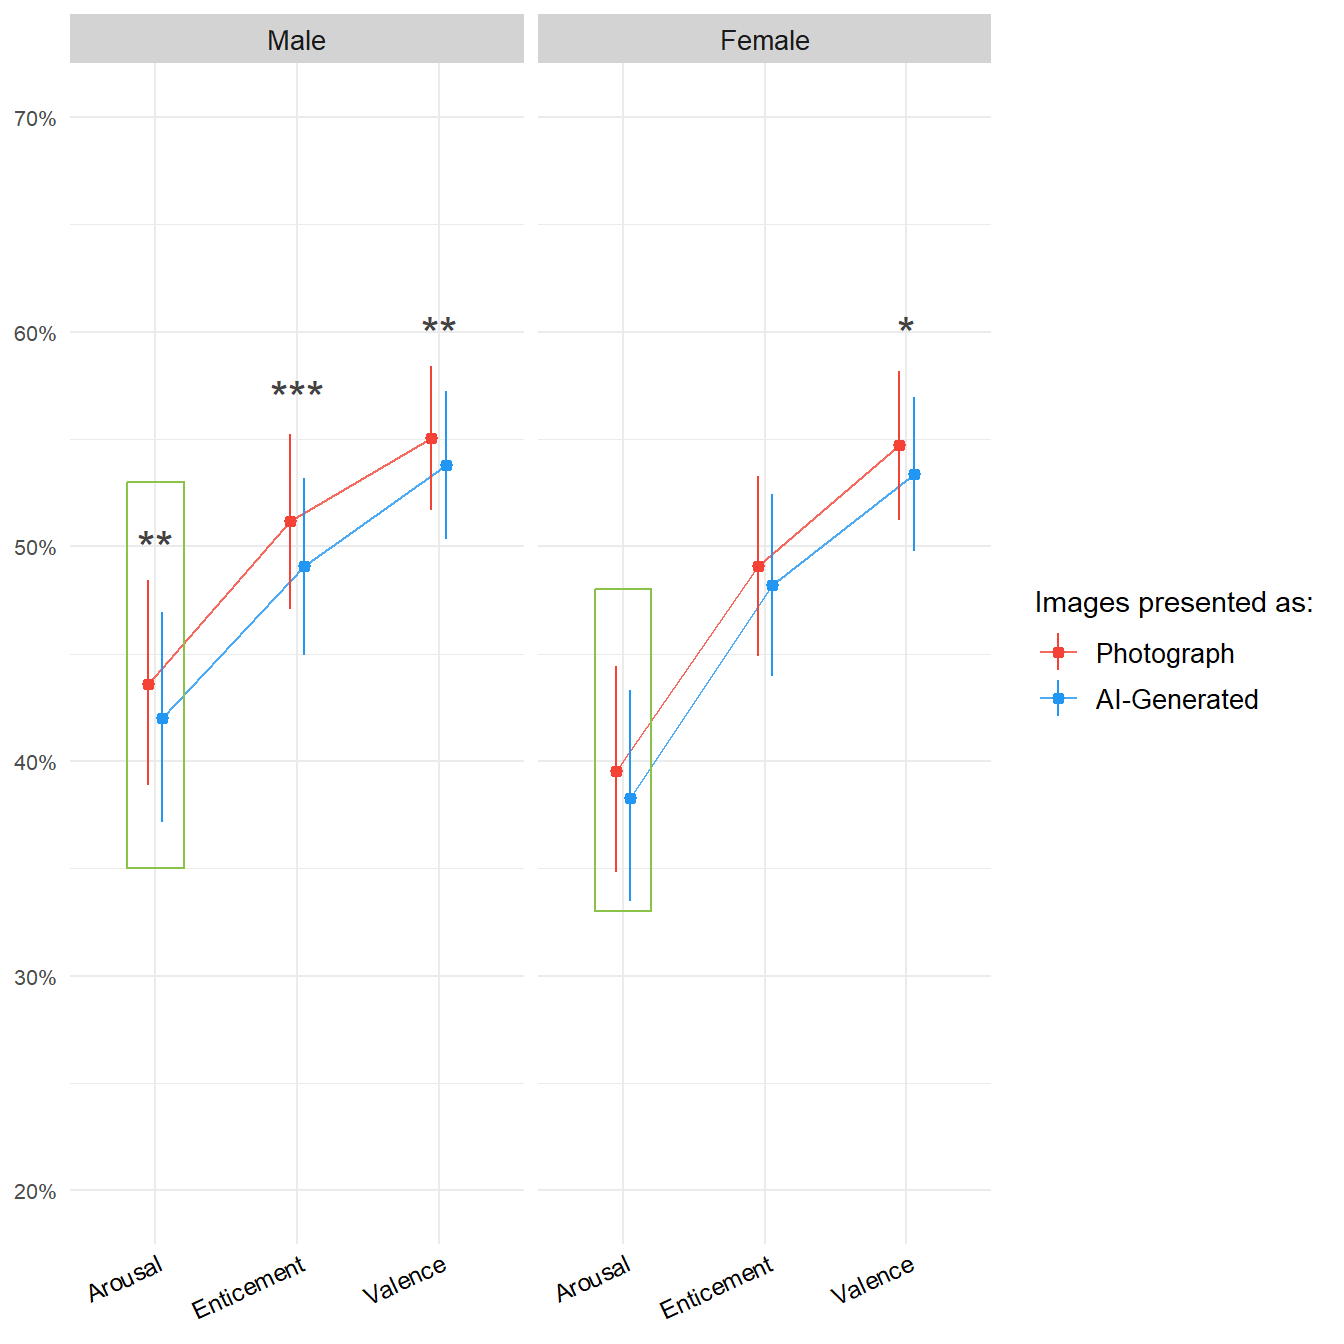 Male
Female
70%
60%
50%
40%
30%
20%
**
***
**
*
Arousal
Enticement
Valence
Arousal
Enticement
Valence
Images presented as:
Photograph
AI-Generated